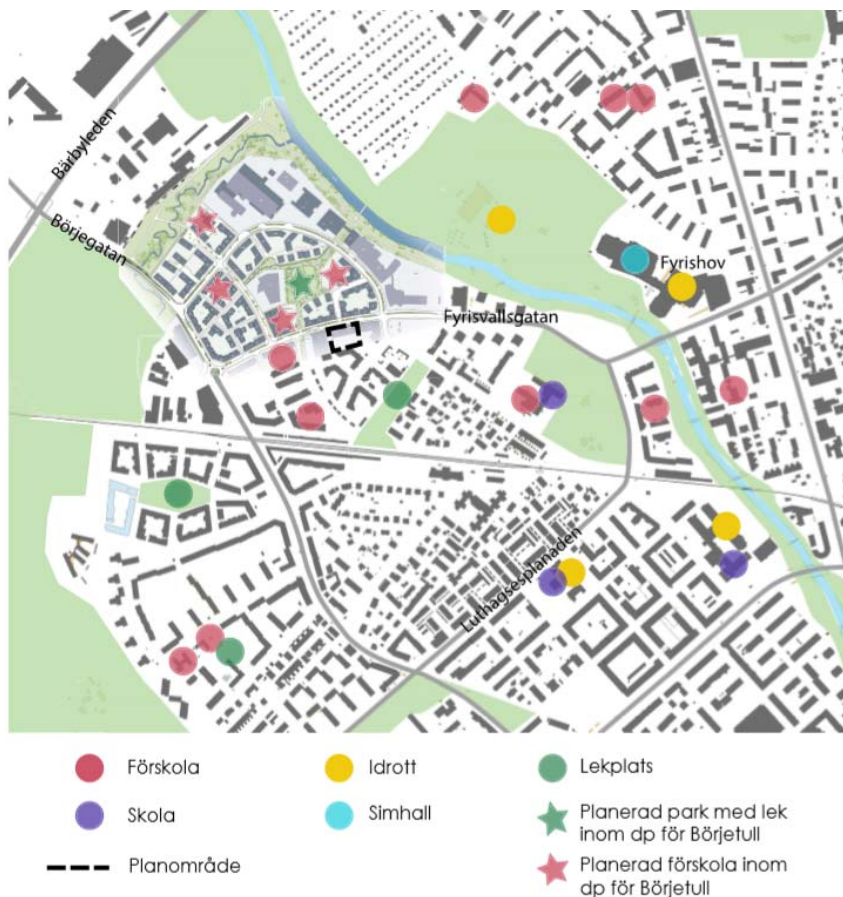 Bärbyleden
Börjegatan
Fyrishov
Fyrisvallsgatan
Luthagsesplanaden
Förskola
Idrott
Lekplats
Skola
Simhall
Planerad park med lek
inom dp för Börjetull
Planområde
Planerad förskola inom
dp för Börjetull